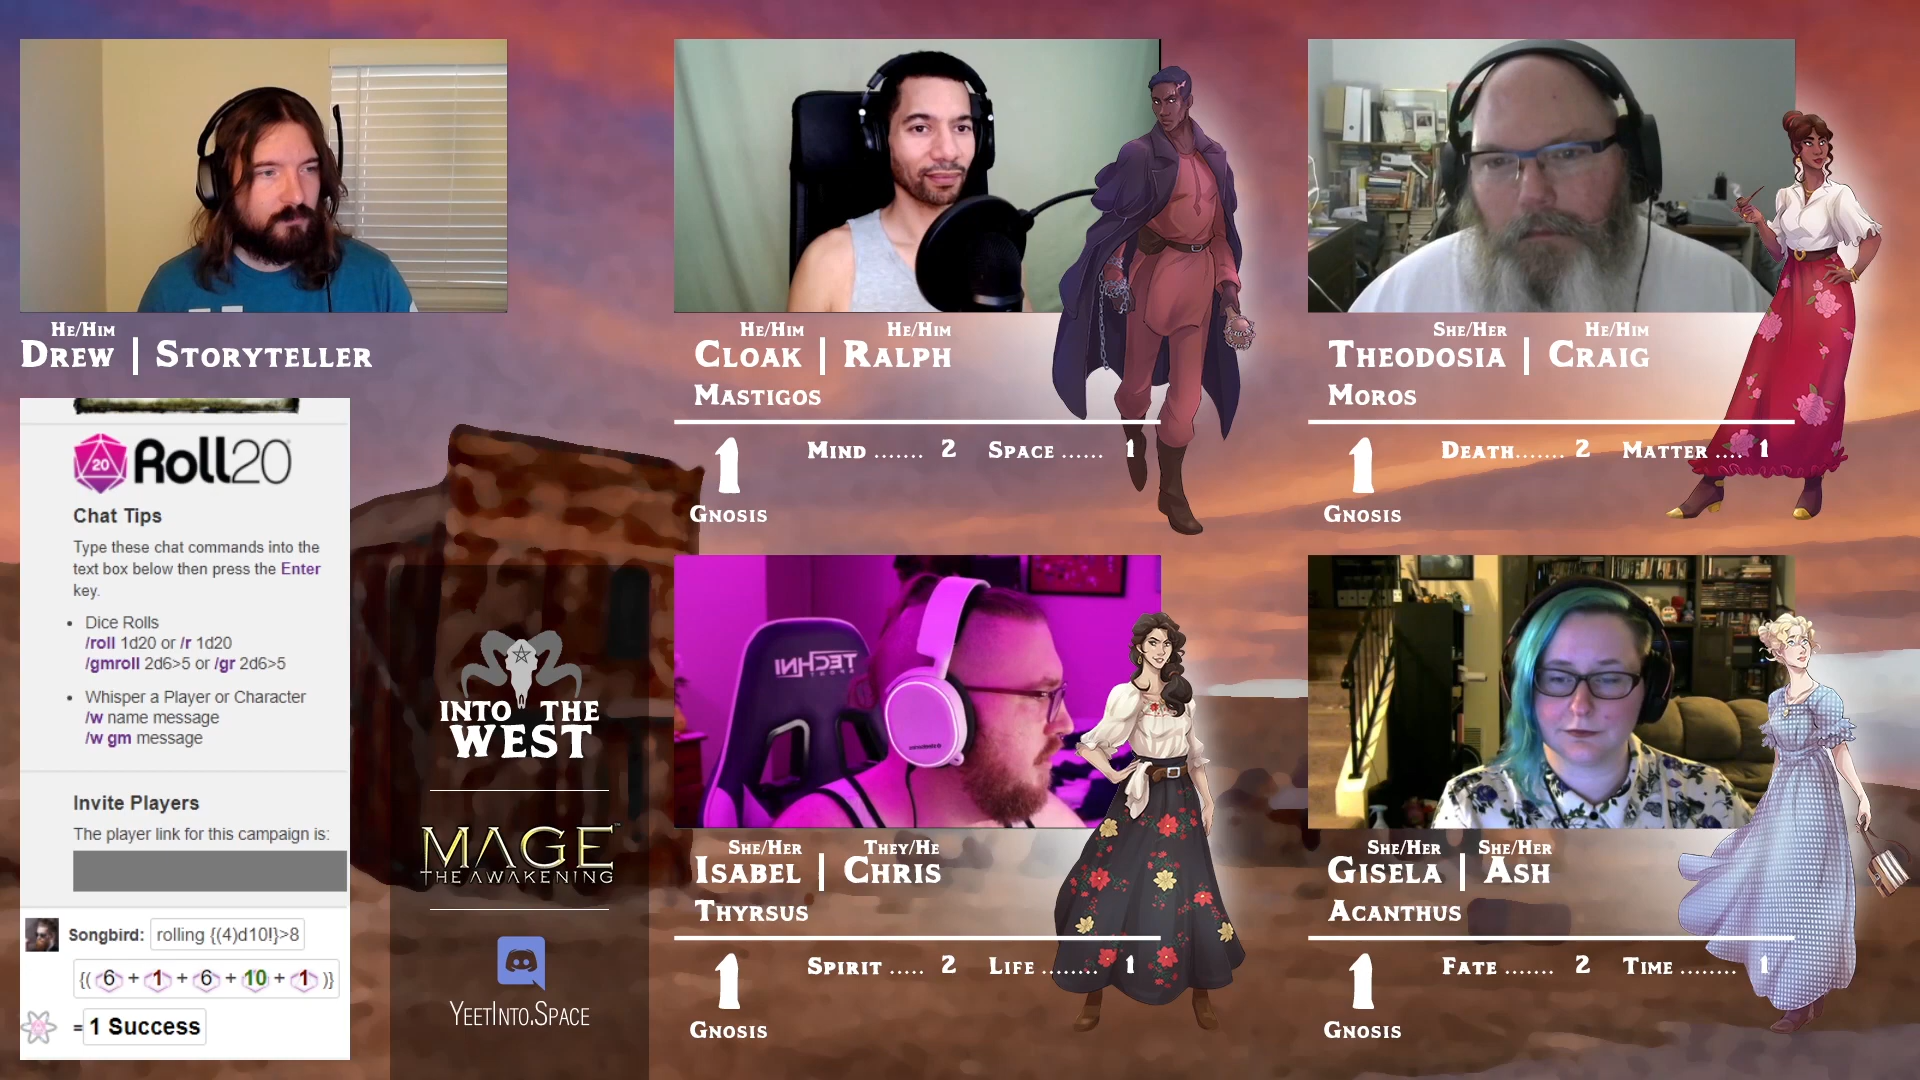 He/Him
Drew | Storyteller
He/Him He/Him
Cloak | Ralph
Mastigos
1
Gnosis
Mind ....... 2 Space ...... 1
She/Her He/Him
Theodosia | Craig
Moros
1
Gnosis
Death....... 2 Matter .... 1
20 Roll20
Chat Tips
Type these chat commands into the
text box below then press the Enter
key.
• Dice Rolls
/roll 1d20 or /r 1d20
/gmroll 2d6>5 or /gr 2d6>5
• Whisper a Player or Character
/w name message
/w gm message
Invite Players
The player link for this campaign is:
Songbird: rolling {(4)d10!}>8
{( 6 + 1 + 6 + 10 + 1 )}
= 1 Success
INTO THE
WEST
MAGE™
THE AWAKENING
YeetInto.Space
TECHNI
SPORT
She/Her They/He
Isabel | Chris
Thyrsus
1
Gnosis
Spirit ..... 2 Life ........ 1
She/Her She/Her
Gisela | Ash
Acanthus
1
Gnosis
Fate ....... 2 Time ........ 1